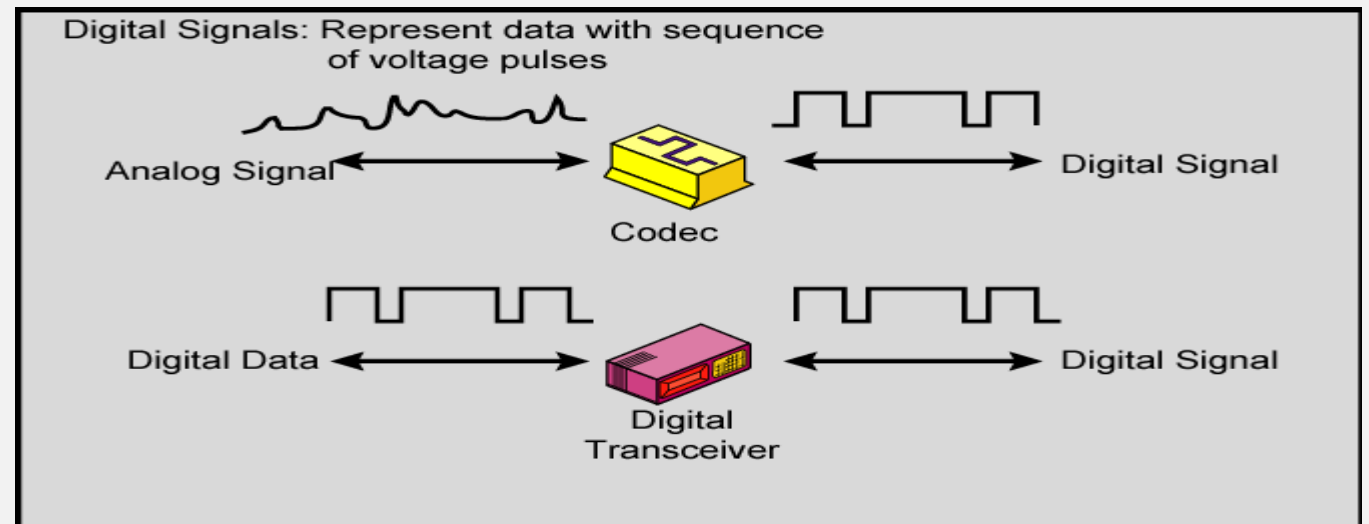 Digital Signals: Represent data with sequence
of voltage pulses
Analog Signal
Digital Signal
Codec
Digital Data
Digital Signal
Digital
Transceiver